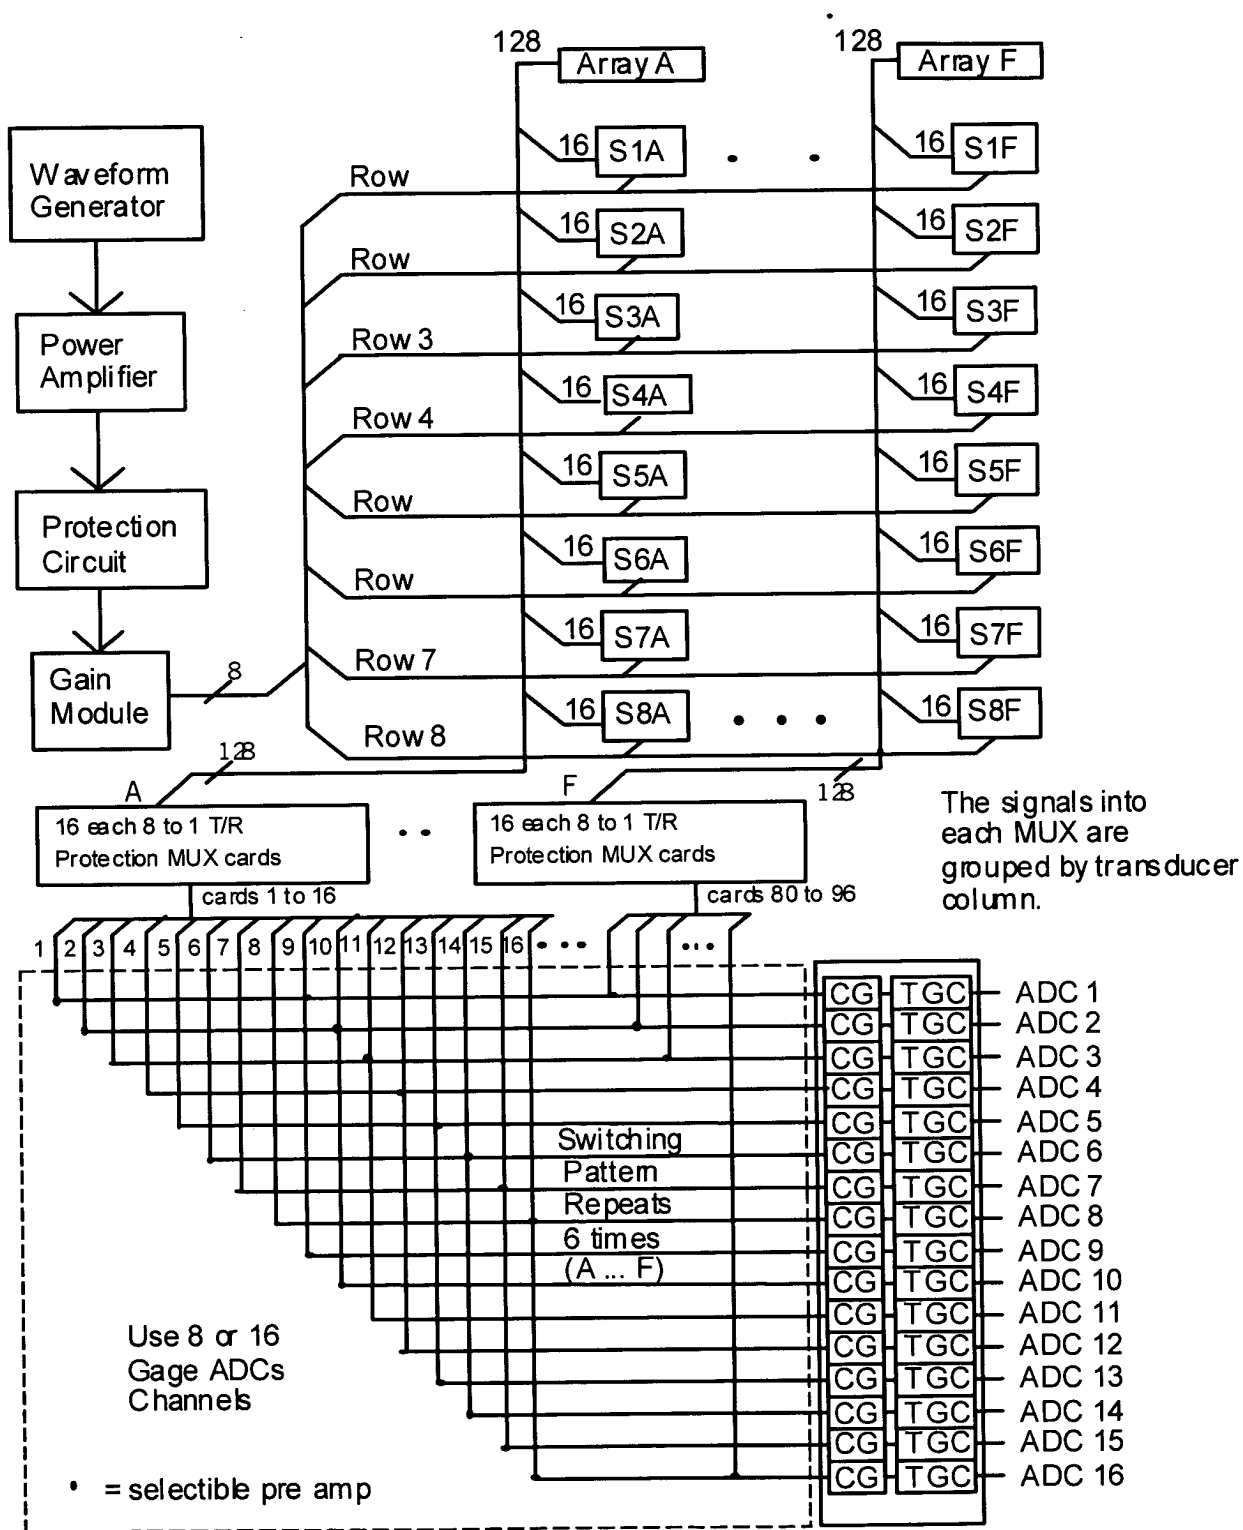 128
Array A
128
Array F
Waveform
Generator
Power
Amplifier
Protection
Circuit
Gain
Module
8
Row
16 S1A
16 S1F
Row
16 S2A
16 S2F
Row 3
16 S3A
16 S3F
Row 4
16 S4A
16 S4F
Row
16 S5A
16 S5F
Row
16 S6A
16 S6F
Row 7
16 S7A
16 S7F
Row 8
16 S8A
16 S8F
A
128
F
128
16 each 8 to 1 T/R
Protection MUX cards
16 each 8 to 1 T/R
Protection MUX cards
The signals into
each MUX are
grouped by transducer
column.
cards 1 to 16
cards 80 to 96
1 2 3 4 5 6 7 8 9 10 11 12 13 14 15 16
CG TGC ADC 1
CG TGC ADC 2
CG TGC ADC 3
CG TGC ADC 4
CG TGC ADC 5
CG TGC ADC 6
CG TGC ADC 7
CG TGC ADC 8
CG TGC ADC 9
CG TGC ADC 10
CG TGC ADC 11
CG TGC ADC 12
CG TGC ADC 13
CG TGC ADC 14
CG TGC ADC 15
CG TGC ADC 16
Switching
Pattern
Repeats
6 times
(A ... F)
Use 8 or 16
Gage ADCs
Channels
• = selectible pre amp